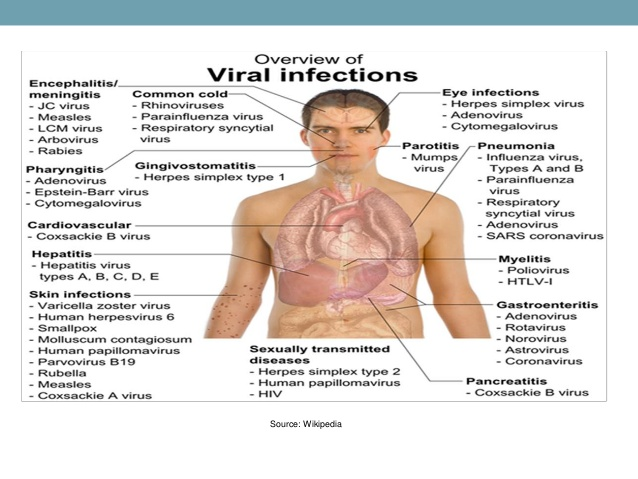 Overview of
Viral infections
Encephalitis/
meningitis
- JC virus
- Measles
- LCM virus
- Arbovirus
- Rabies
Common cold
- Rhinoviruses
- Parainfluenza virus
- Respiratory syncytial
virus
Eye infections
- Herpes simplex virus
- Adenovirus
- Cytomegalovirus
Pharyngitis
- Adenovirus
- Epstein-Barr virus
- Cytomegalovirus
Gingivostomatitis
- Herpes simplex type 1
Parotitis
- Mumps
virus
Pneumonia
- Influenza virus,
Types A and B
- Parainfluenza
virus
- Respiratory
syncytial virus
- Adenovirus
- SARS coronavirus
Cardiovascular
- Coxsackie B virus
Hepatitis
- Hepatitis virus
types A, B, C, D, E
Myelitis
- Poliovirus
- HTLV-I
Skin infections
- Varicella zoster virus
- Human herpesvirus 6
- Smallpox
- Molluscum contagiosum
- Human papillomavirus
- Parvovirus B19
- Rubella
- Measles
- Coxsackie A virus
Sexually transmitted
diseases
- Herpes simplex type 2
- Human papillomavirus
- HIV
Gastroenteritis
- Adenovirus
- Rotavirus
- Norovirus
- Astrovirus
- Coronavirus
Pancreatitis
- Coxsackie B virus
Source: Wikipedia